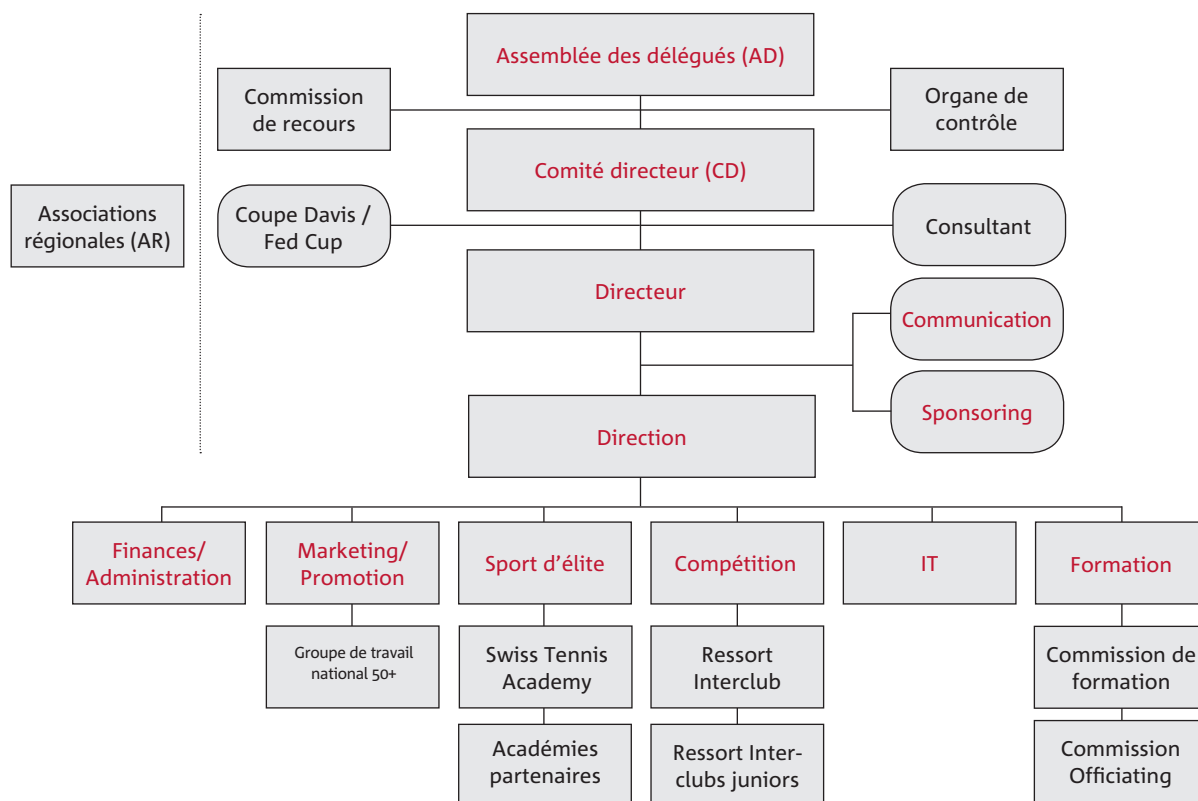 Assemblée des délégués (AD)
Commission
de recours
Organe de
contrôle
Comité directeur (CD)
Associations
régionales (AR)
Coupe Davis /
Fed Cup
Consultant
Directeur
Communication
Sponsoring
Direction
Finances/
Administration
Marketing/
Promotion
Sport d’élite
Compétition
IT
Formation
Groupe de travail
national 50+
Swiss Tennis
Academy
Ressort
Interclub
Commission de
formation
Académies
partenaires
Ressort Inter-
clubs juniors
Commission
Officiating